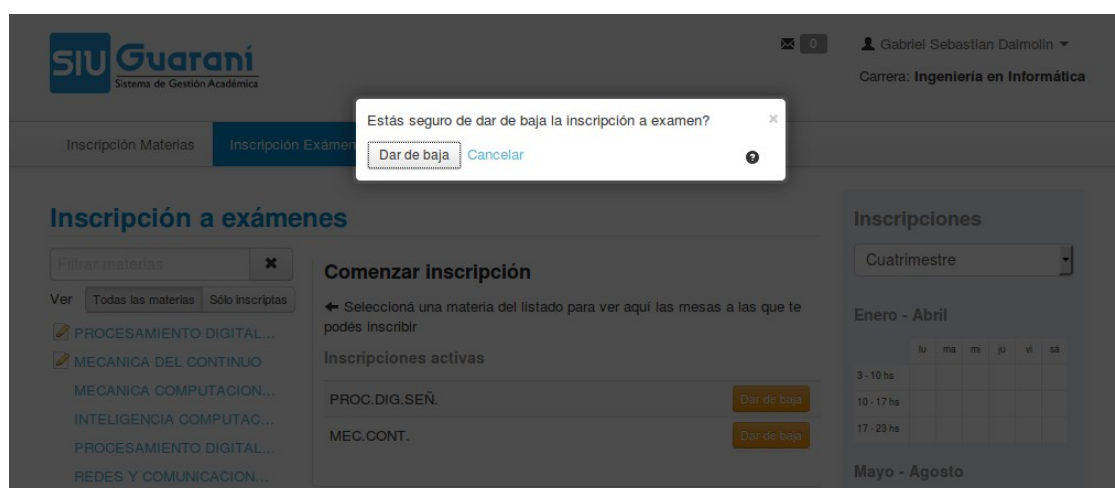 SIU Guaraní
Sistema de Gestión Académica
0
Gabriel Sebastian Dalmolin
Carrera: Ingeniería en Informática
Estás seguro de dar de baja la inscripción a examen?
×
Dar de baja
Cancelar
Inscripción Materias
Inscripción Exámen
Inscripción a exámenes
Filtrar materias
Ver
Todas las materias
Sólo inscriptas
PROCESAMIENTO DIGITAL...
MECANICA DEL CONTINUO
MECANICA COMPUTACION...
INTELIGENCIA COMPUTAC...
PROCESAMIENTO DIGITAL...
REDES Y COMUNICACION...
Comenzar inscripción
Seleccioná una materia del listado para ver aquí las mesas a las que te
podés inscribir
Inscripciones activas
PROC.DIG.SEÑ.
Dar de baja
MEC.CONT.
Dar de baja
Inscripciones
Cuatrimestre
Enero - Abril
lu ma mi ju vi sá
3 - 10 hs
10 - 17 hs
17 - 23 hs
Mayo - Agosto